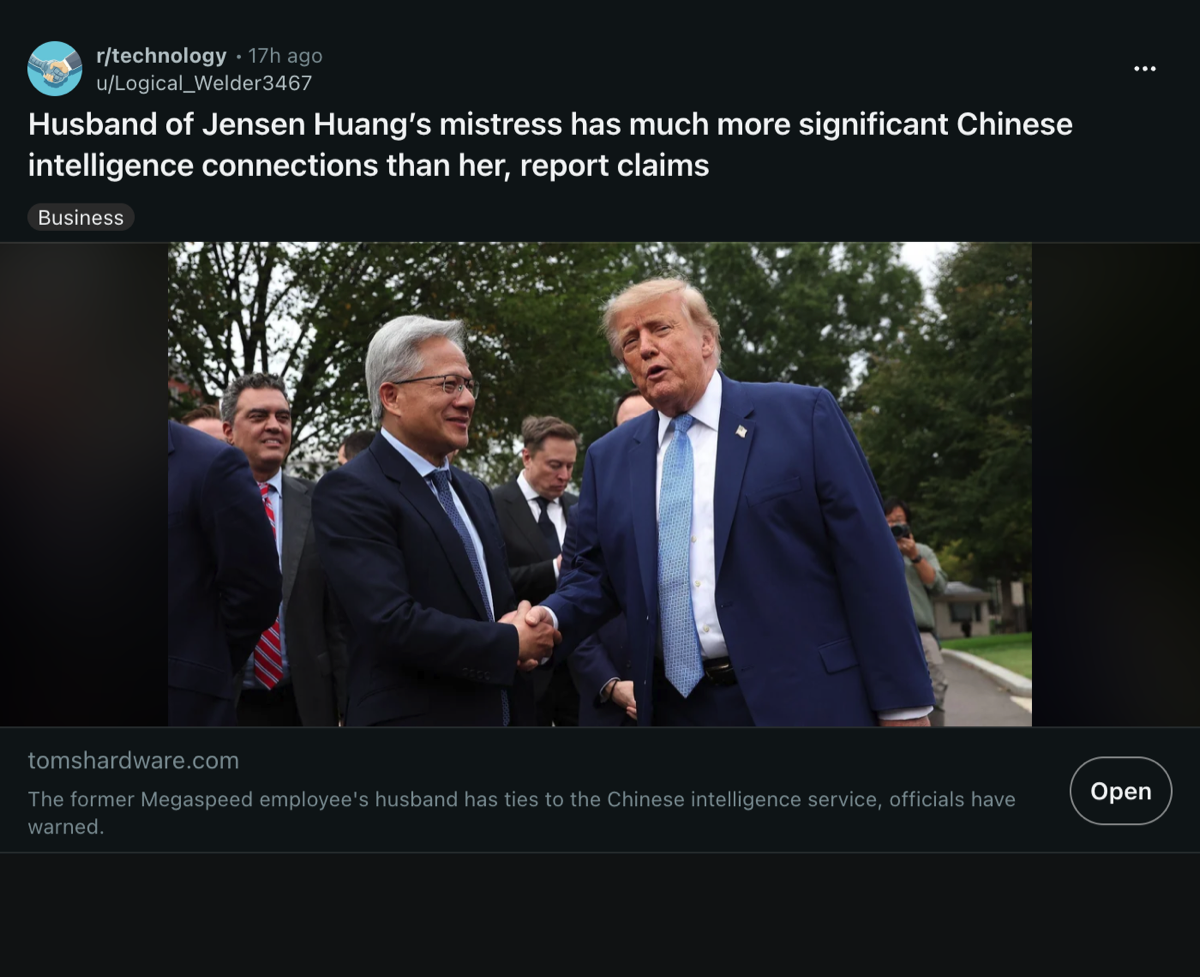 r/technology • 17h ago
u/Logical_Welder3467
Husband of Jensen Huang’s mistress has much more significant Chinese
intelligence connections than her, report claims
Business
tomshardware.com
The former Megaspeed employee's husband has ties to the Chinese intelligence service, officials have
warned.
Open